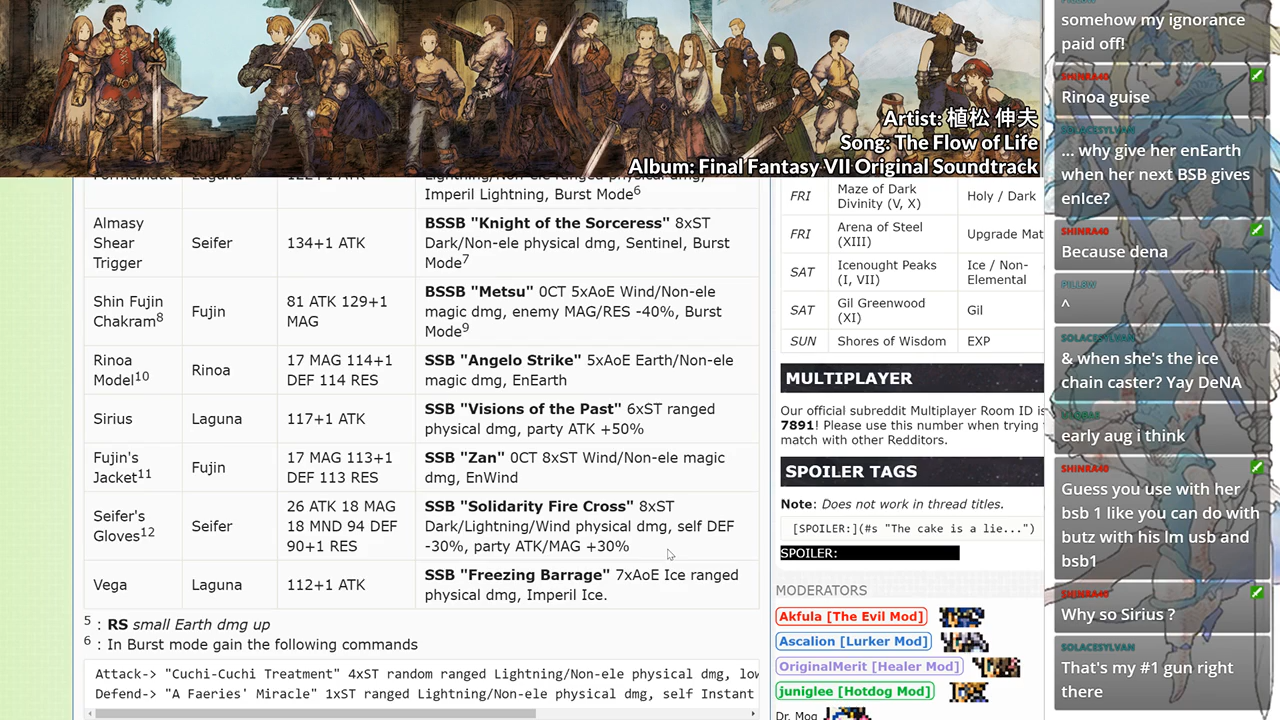 Artist: 植松 伸夫
Song: The Flow of Life
Album: Final Fantasy VII Original Soundtrack
Imperil Lightning, Burst Mode6
Almasy
Shear
Trigger
Seifer
134+1 ATK
BSSB "Knight of the Sorceress" 8xST
Dark/Non-ele physical dmg, Sentinel, Burst
Mode7
Shin Fujin
Chakram8
Fujin
81 ATK 129+1
MAG
BSSB "Metsu" 0CT 5xAoE Wind/Non-ele
magic dmg, enemy MAG/RES -40%, Burst
Mode9
Rinoa
Model10
Rinoa
17 MAG 114+1
DEF 114 RES
SSB "Angelo Strike" 5xAoE Earth/Non-ele
magic dmg, EnEarth
Sirius
Laguna
117+1 ATK
SSB "Visions of the Past" 6xST ranged
physical dmg, party ATK +50%
Fujin's
Jacket11
Fujin
17 MAG 113+1
DEF 113 RES
SSB "Zan" 0CT 8xST Wind/Non-ele magic
dmg, EnWind
Seifer's
Gloves12
Seifer
26 ATK 18 MAG
18 MND 94 DEF
90+1 RES
SSB "Solidarity Fire Cross" 8xST
Dark/Lightning/Wind physical dmg, self DEF
-30%, party ATK/MAG +30%
Vega
Laguna
112+1 ATK
SSB "Freezing Barrage" 7xAoE Ice ranged
physical dmg, Imperil Ice.
5 : RS small Earth dmg up
6 : In Burst mode gain the following commands
Attack-> "Cuchi-Cuchi Treatment" 4xST random ranged Lightning/Non-ele physical dmg, lov
Defend-> "A Faeries' Miracle" 1xST ranged Lightning/Non-ele physical dmg, self Instant
FRI
Maze of Dark
Divinity (V, X)
Holy / Dark
FRI
Arena of Steel
(XIII)
Upgrade Mat
SAT
Icenought Peaks
(I, VII)
Ice / Non-
Elemental
SAT
Gil Greenwood
(XI)
Gil
SUN
Shores of Wisdom
EXP
MULTIPLAYER
Our official subreddit Multiplayer Room ID is
7891! Please use this number when trying
match with other Redditors.
SPOILER TAGS
Note: Does not work in thread titles.
[SPOILER:](#s "The cake is a lie...")
SPOILER:
MODERATORS
Akfula [The Evil Mod]
Ascalion [Lurker Mod]
OriginalMerit [Healer Mod]
juniglee [Hotdog Mod]
Dr. Mog
somehow my ignorance
paid off!
SHINRA40
Rinoa guise
SOLACESYLVAN
... why give her enEarth
when her next BSB gives
enIce?
SHINRA40
Because dena
^
SOLACESYLVAN
& when she's the ice
chain caster? Yay DeNA
early aug i think
SHINRA40
Guess you use with her
bsb 1 like you can do with
butz with his lm usb and
bsb1
SHINRA40
Why so Sirius ?
SOLACESYLVAN
That's my #1 gun right
there